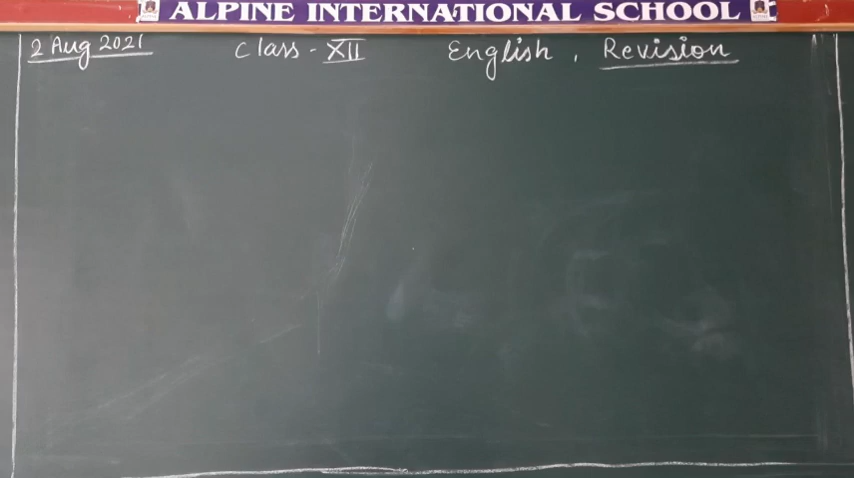 ALPINE INTERNATIONAL SCHOOL
2 Aug 2021 Class - XII English, Revision